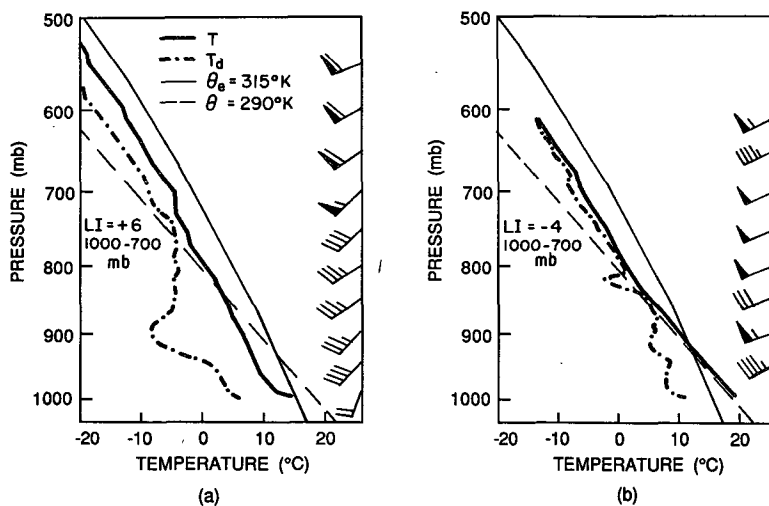 500
600
700
800
900
1000
PRESSURE (mb)
T
T_d
θ_e = 315°K
θ = 290°K
LI = +6
1000-700
mb
-20 -10 0 10 20
TEMPERATURE (°C)
(a)
500
600
700
800
900
1000
PRESSURE (mb)
LI = -4
1000-700
mb
-20 -10 0 10 20
TEMPERATURE (°C)
(b)